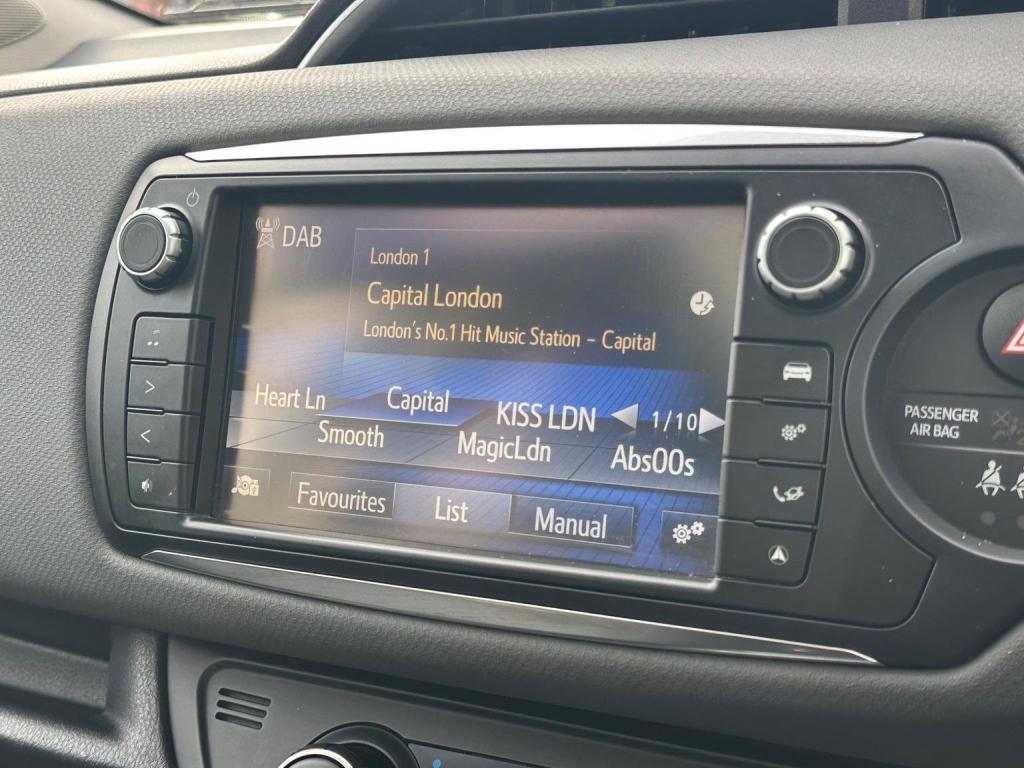 DAB
London 1
Capital London
London's No.1 Hit Music Station – Capital
Heart Ln Capital KISS LDN 1/10
Smooth MagicLdn Abs00s
Favourites List Manual
PASSENGER
AIR BAG